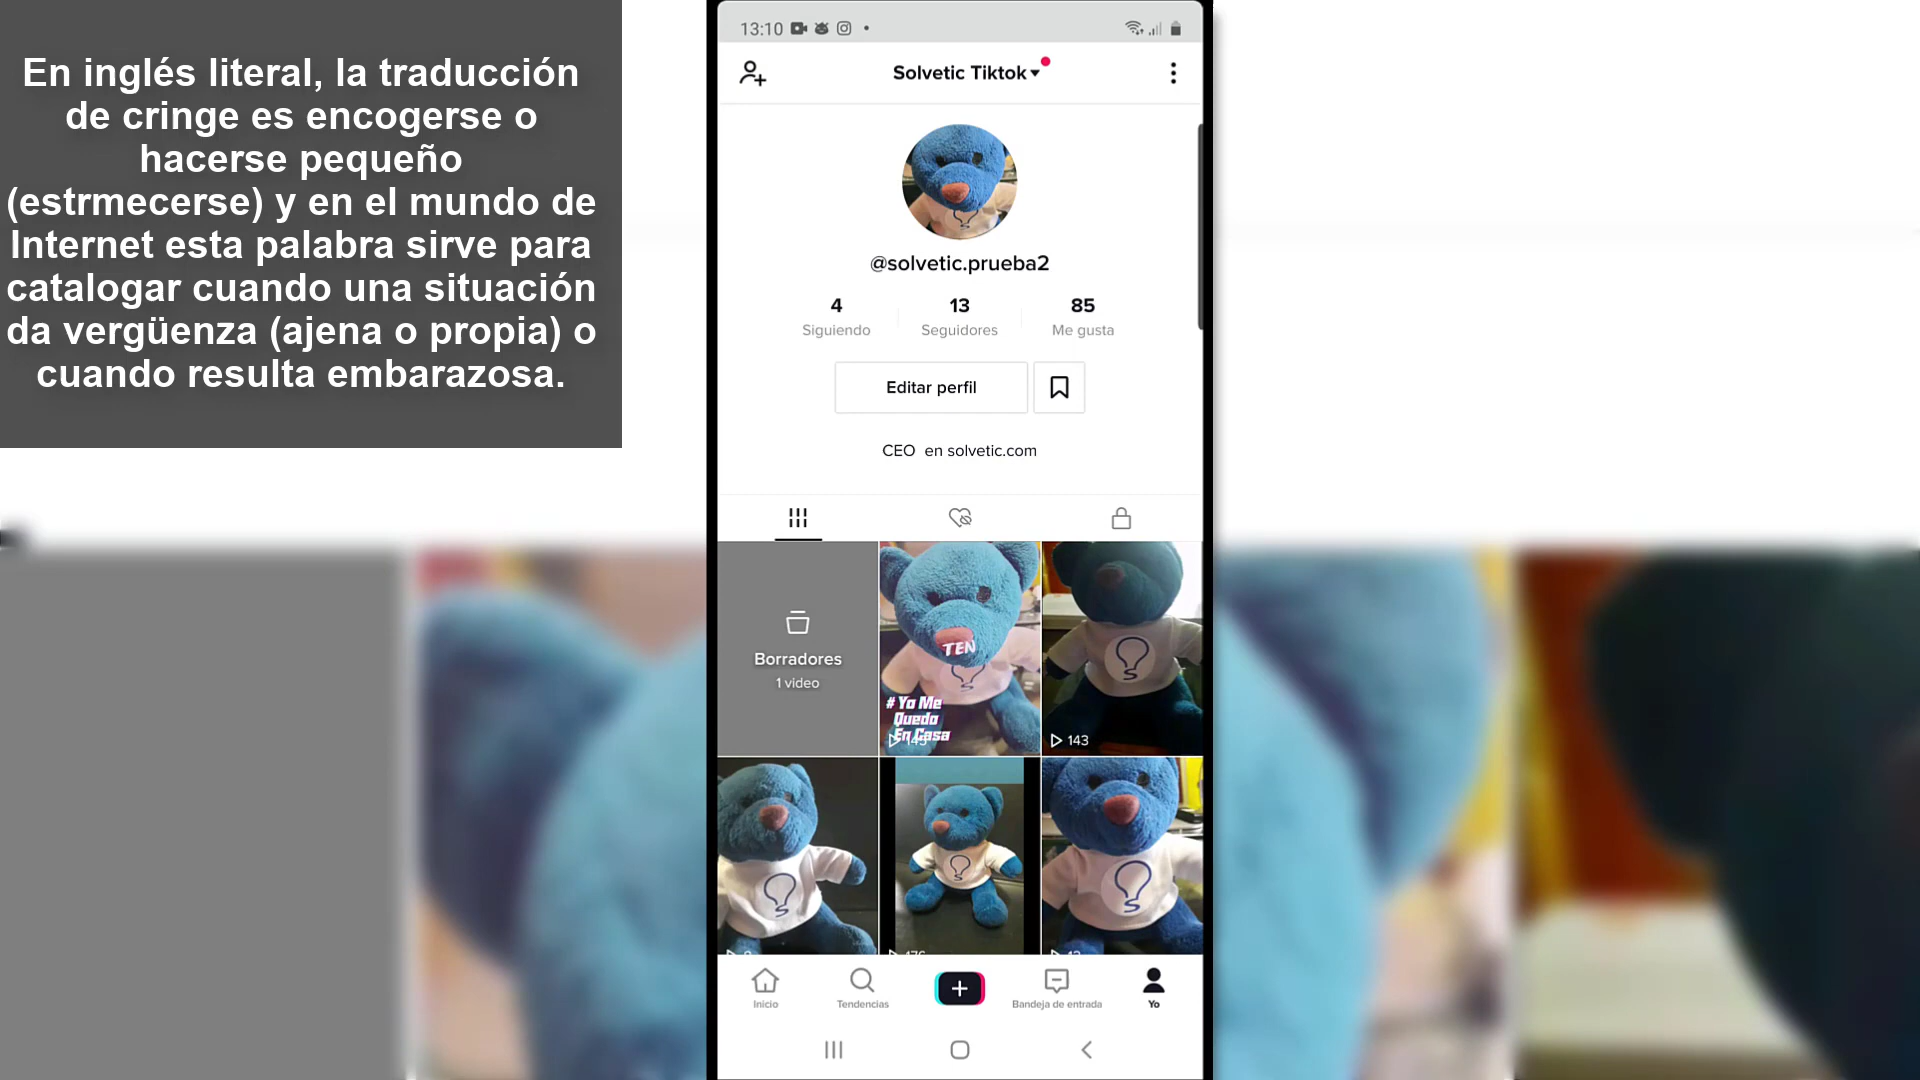 En inglés literal, la traducción
de cringe es encogerse o
hacerse pequeño
(estrmecerse) y en el mundo de
Internet esta palabra sirve para
catalogar cuando una situación
da vergüenza (ajena o propia) o
cuando resulta embarazosa.
13:10
Solvetic Tiktok
@solvetic.prueba2
4 13 85
Siguiendo Seguidores Me gusta
Editar perfil
CEO en solvetic.com
Borradores
1 video
TEN
# Yo Me
Quedo
En Casa
143
Inicio Tendencias Bandeja de entrada Yo